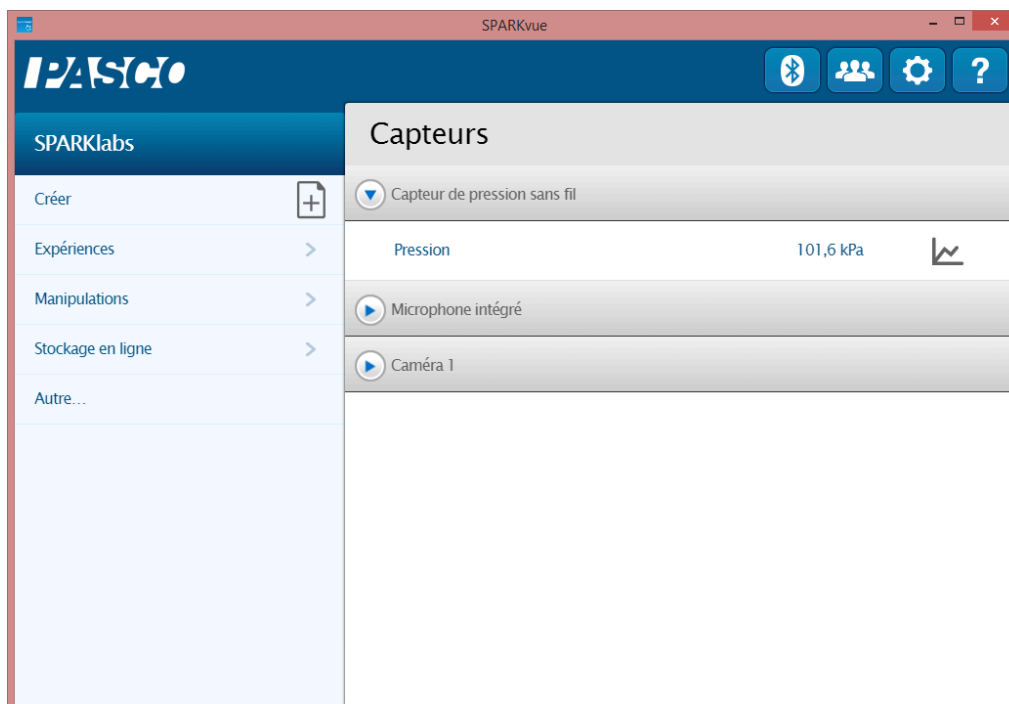 SPARKvue
PASCO
SPARKlabs
Créer
Expériences
Manipulations
Stockage en ligne
Autre...
Capteurs
Capteur de pression sans fil
Pression 101,6 kPa
Microphone intégré
Caméra 1